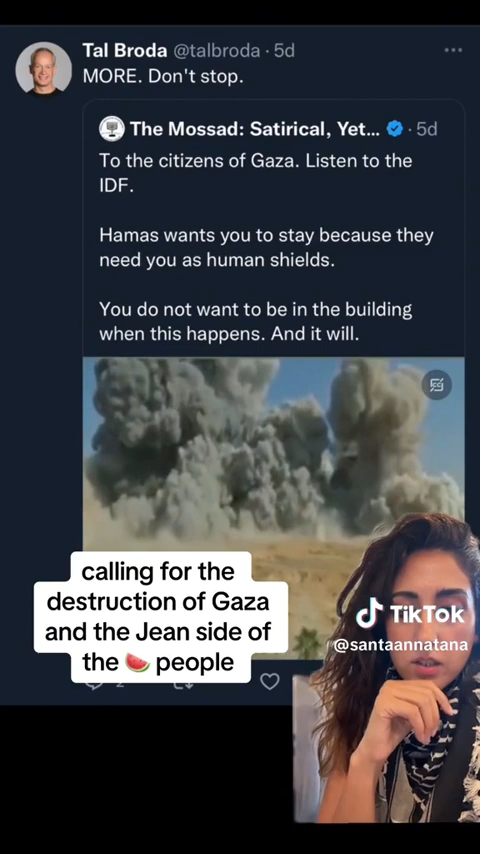 Tal Broda @talbroda · 5d
MORE. Don't stop.
The Mossad: Satirical, Yet... · 5d
To the citizens of Gaza. Listen to the
IDF.
Hamas wants you to stay because they
need you as human shields.
You do not want to be in the building
when this happens. And it will.
calling for the
destruction of Gaza
and the Jean side of
the 🍉 people
TikTok
@santaannatana
2